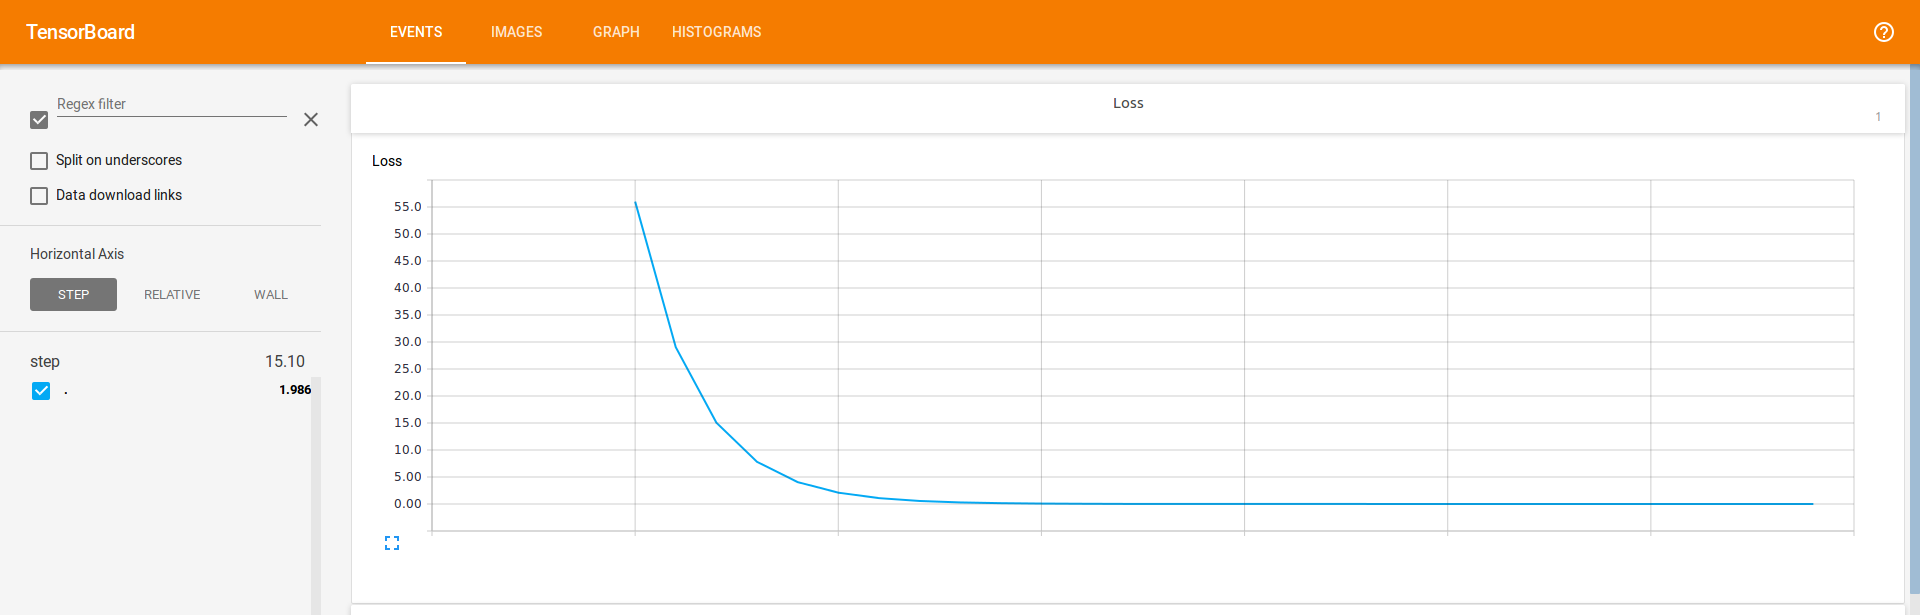 TensorBoard
EVENTS IMAGES GRAPH HISTOGRAMS
Regex filter
Split on underscores
Data download links
Horizontal Axis
STEP RELATIVE WALL
step 15.10
. 1.986
Loss
1
Loss
55.0
50.0
45.0
40.0
35.0
30.0
25.0
20.0
15.0
10.0
5.00
0.00